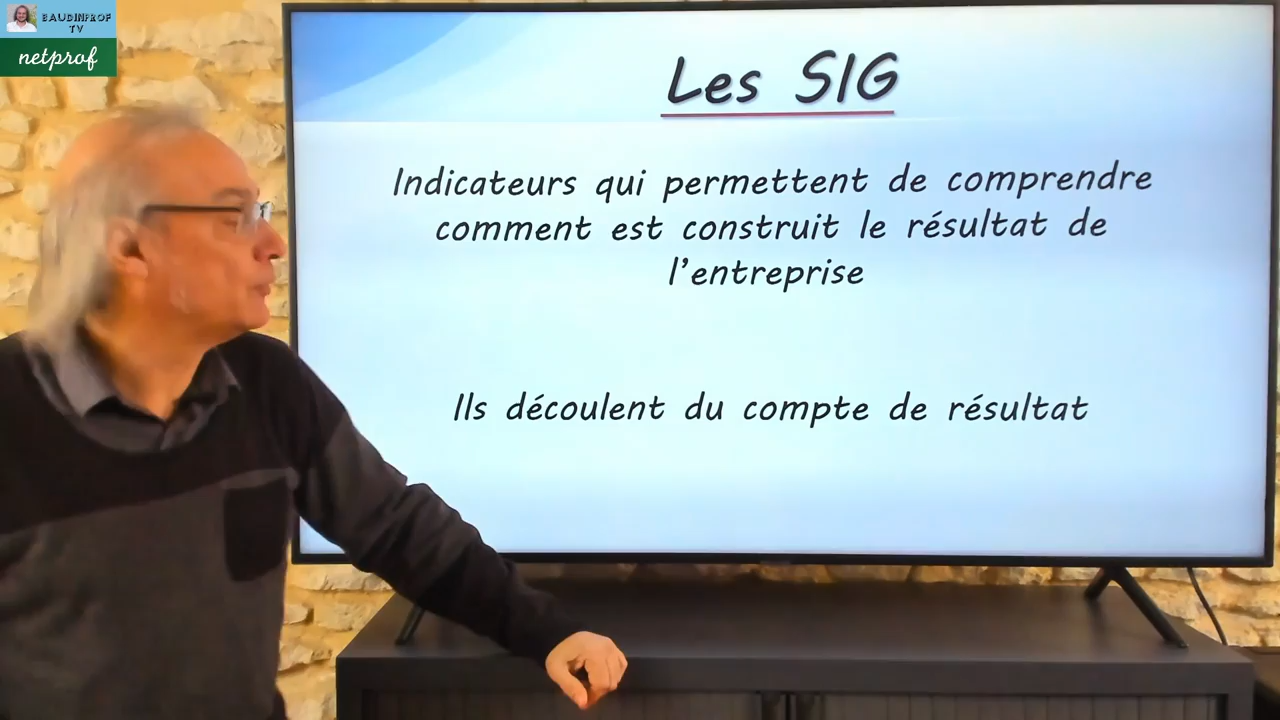 BAUDINPROF
TV
netprof
Les SIG
Indicateurs qui permettent de comprendre
comment est construit le résultat de
l'entreprise
Ils découlent du compte de résultat